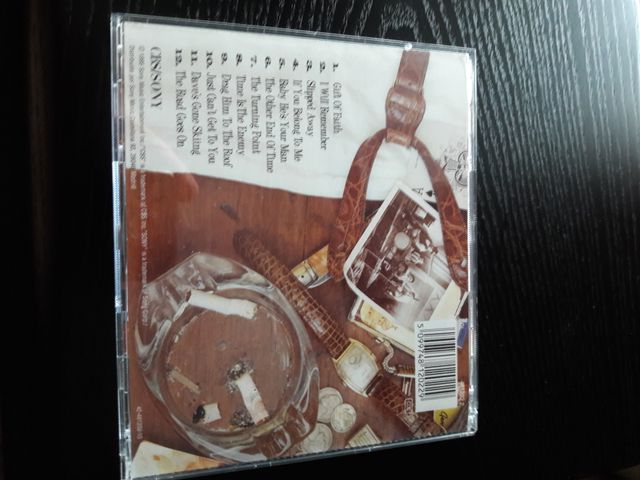 1. Gift Of Faith
2. I Will Remember
3. Slipped Away
4. If You Belong To Me
5. Baby He's Your Man
6. The Other End Of Time
7. The Turning Point
8. Time Is The Enemy
9. Drag Him To The Roof
10. Just Can't Get To You
11. Dave's Gone Skiing
12. The Road Goes On
CBS/SONY
5 099748 120229